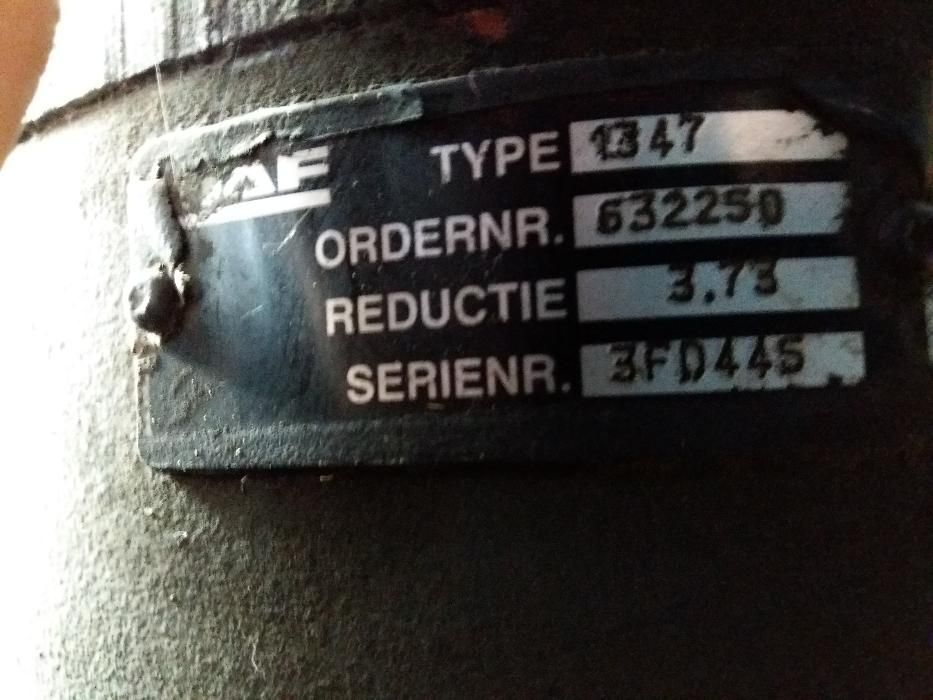 DAF
TYPE 1347
ORDERNR. 632250
REDUCTIE 3.73
SERIENR. 3FD445